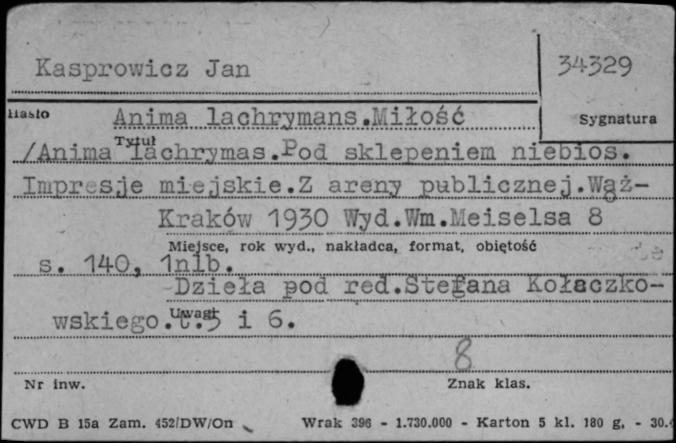 Kasprowicz Jan
34329
Hasło
Sygnatura
Anima lachrymans.Miłość
Tytuł
/Anima lachrymas.Pod sklepeniem niebios.
Impresje miejskie.Z areny publicznej.Wąż-
Kraków 1930 Wyd.Wm.Meiselsa 8
Miejsce, rok wyd., nakładca, format, objętość
s. 140, 1nlb.
Dzieła pod red.Stefana Kołaczko-
Uwagi
wskiego.t.5 i 6.
8
Nr inw.
Znak klas.
CWD B 15a Zam. 452/DW/On
Wrak 396 - 1.730.000 - Karton 5 kl. 180 g, - 30.